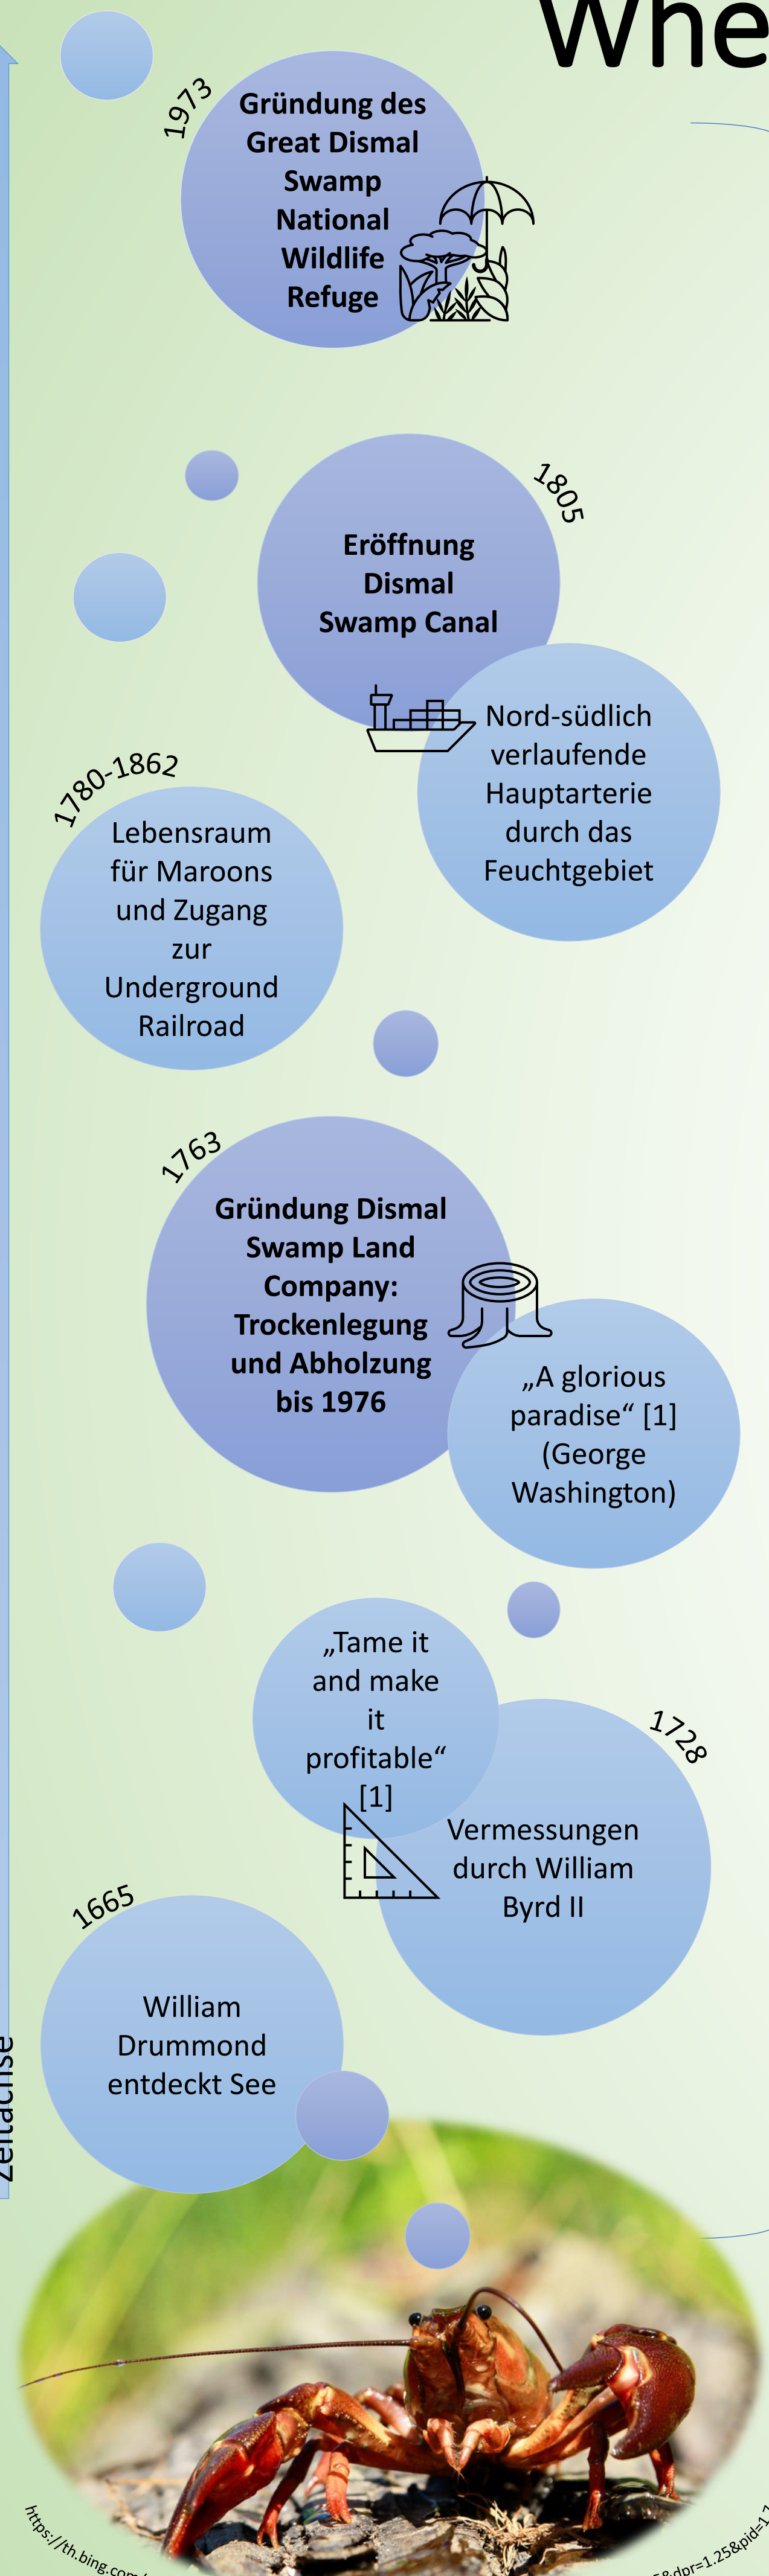 Whe
1973
Gründung des
Great Dismal
Swamp
National
Wildlife
Refuge
1805
Eröffnung
Dismal
Swamp Canal
Nord-südlich
verlaufende
Hauptarterie
durch das
Feuchtgebiet
1780-1862
Lebensraum
für Maroons
und Zugang
zur
Underground
Railroad
1763
Gründung Dismal
Swamp Land
Company:
Trockenlegung
und Abholzung
bis 1976
„A glorious
paradise“ [1]
(George
Washington)
„Tame it
and make
it
profitable“
[1]
1728
Vermessungen
durch William
Byrd II
1665
William
Drummond
entdeckt See
Zeitachse
https://th.bing.com/
5&dpr=1.25&pid=1.7